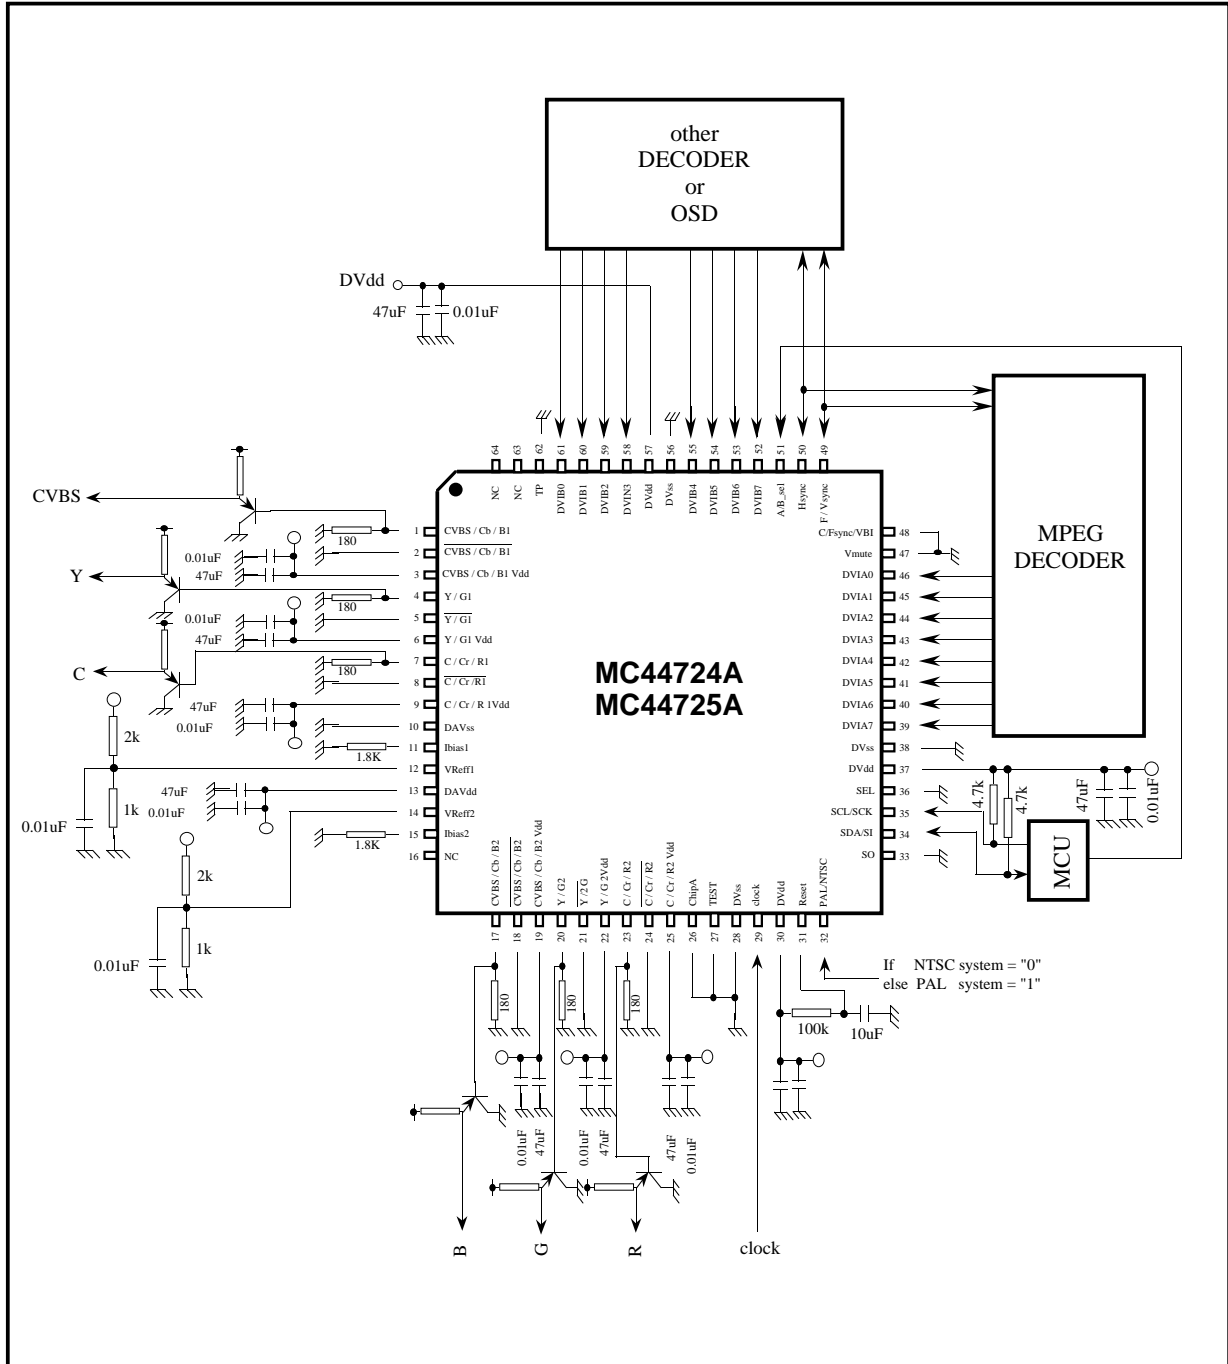 other
DECODER
or
OSD
DVdd
47uF
0.01uF
64
63
62
61
60
59
58
57
56
55
54
53
52
51
50
49
NC
NC
TP
DVIB0
DVIB1
DVIB2
DVIN3
DVdd
DVss
DVIB4
DVIB5
DVIB6
DVIB7
A/B_sel
Hsync
F / Vsync
MPEG
DECODER
CVBS
Y
C
180
0.01uF
47uF
180
0.01uF
47uF
180
47uF
0.01uF
2k
1.8K
1k
0.01uF
47uF
0.01uF
1.8K
2k
1k
0.01uF
1 CVBS / Cb / B1
2 CVBS / Cb / B1
3 CVBS / Cb / B1 Vdd
4 Y / G1
5 Y / G1
6 Y / G1 Vdd
7 C / Cr / R1
8 C / Cr /R1
9 C / Cr / R 1Vdd
10 DAVss
11 Ibias1
12 VReff1
13 DAVdd
14 VReff2
15 Ibias2
16 NC
MC44724A
MC44725A
C/Fsync/VBI 48
Vmute 47
DVIA0 46
DVIA1 45
DVIA2 44
DVIA3 43
DVIA4 42
DVIA5 41
DVIA6 40
DVIA7 39
DVss 38
DVdd 37
SEL 36
SCL/SCK 35
SDA/SI 34
SO 33
4.7k
4.7k
47uF
0.01uF
MCU
CVBS / Cb / B2
CVBS / Cb / B2
CVBS / Cb / B2 Vdd
Y / G2
Y /2 G
Y / G 2Vdd
C / Cr / R2
C / Cr / R2
C / Cr / R2 Vdd
ChipA
TEST
DVss
clock
DVdd
Reset
PAL/NTSC
17
18
19
20
21
22
23
24
25
26
27
28
29
30
31
32
If NTSC system = "0"
else PAL system = "1"
180
180
180
100k
10uF
0.01uF
47uF
0.01uF
47uF
47uF
0.01uF
B
G
R
clock